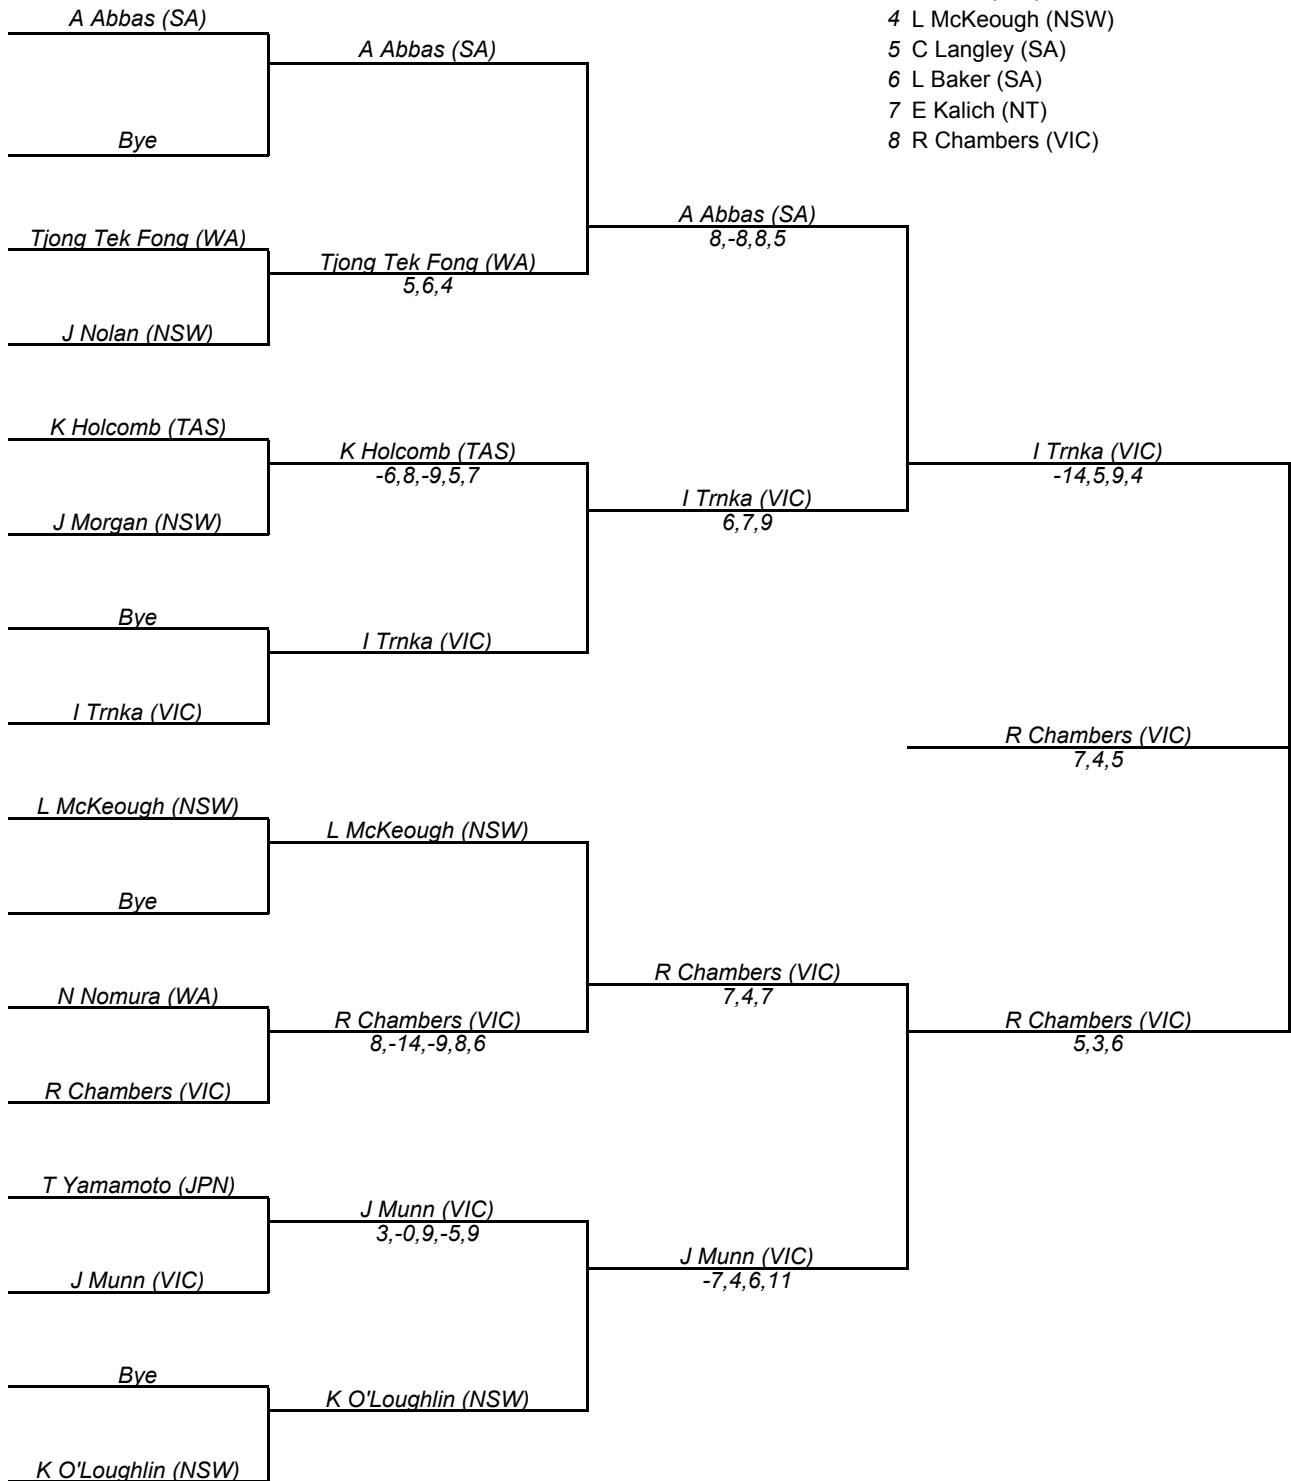 A Abbas (SA)
Bye
Tjong Tek Fong (WA)
J Nolan (NSW)
K Holcomb (TAS)
J Morgan (NSW)
Bye
I Trnka (VIC)
L McKeough (NSW)
Bye
N Nomura (WA)
R Chambers (VIC)
T Yamamoto (JPN)
J Munn (VIC)
Bye
K O'Loughlin (NSW)
A Abbas (SA)
Tjong Tek Fong (WA)
5,6,4
K Holcomb (TAS)
-6,8,-9,5,7
I Trnka (VIC)
L McKeough (NSW)
R Chambers (VIC)
8,-14,-9,8,6
J Munn (VIC)
3,-0,9,-5,9
K O'Loughlin (NSW)
A Abbas (SA)
8,-8,8,5
I Trnka (VIC)
6,7,9
R Chambers (VIC)
7,4,7
J Munn (VIC)
-7,4,6,11
4 L McKeough (NSW)
5 C Langley (SA)
6 L Baker (SA)
7 E Kalich (NT)
8 R Chambers (VIC)
I Trnka (VIC)
-14,5,9,4
R Chambers (VIC)
7,4,5
R Chambers (VIC)
5,3,6